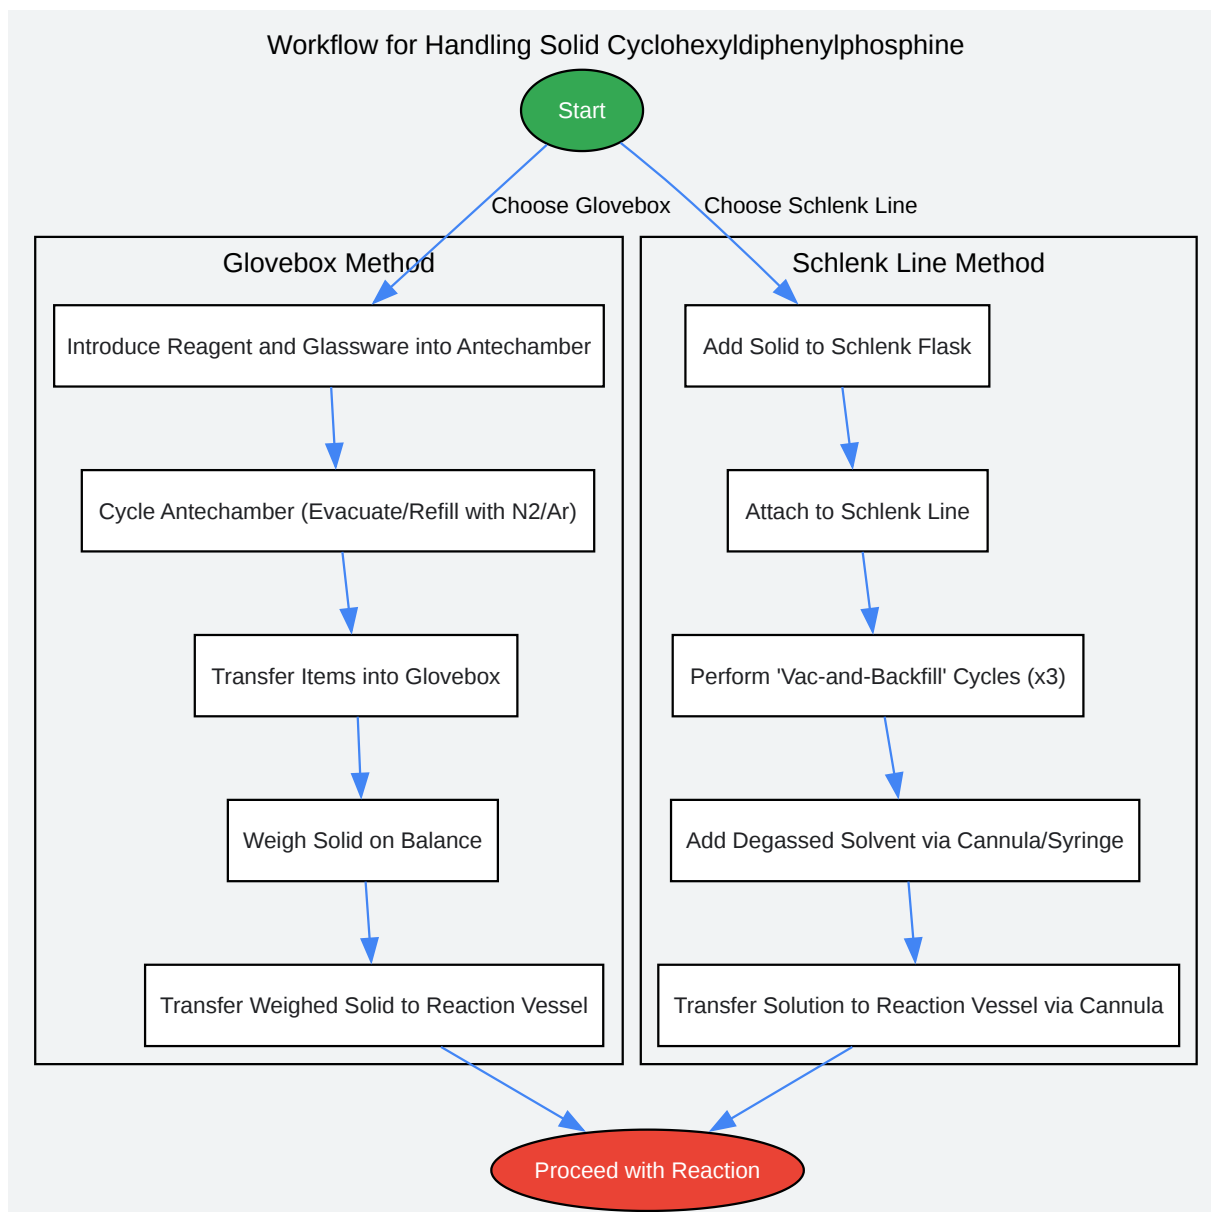 Workflow for Handling Solid Cyclohexyldiphenylphosphine
Start
Choose Glovebox
Choose Schlenk Line
Glovebox Method
Introduce Reagent and Glassware into Antechamber
Cycle Antechamber (Evacuate/Refill with N2/Ar)
Transfer Items into Glovebox
Weigh Solid on Balance
Transfer Weighed Solid to Reaction Vessel
Schlenk Line Method
Add Solid to Schlenk Flask
Attach to Schlenk Line
Perform 'Vac-and-Backfill' Cycles (x3)
Add Degassed Solvent via Cannula/Syringe
Transfer Solution to Reaction Vessel via Cannula
Proceed with Reaction